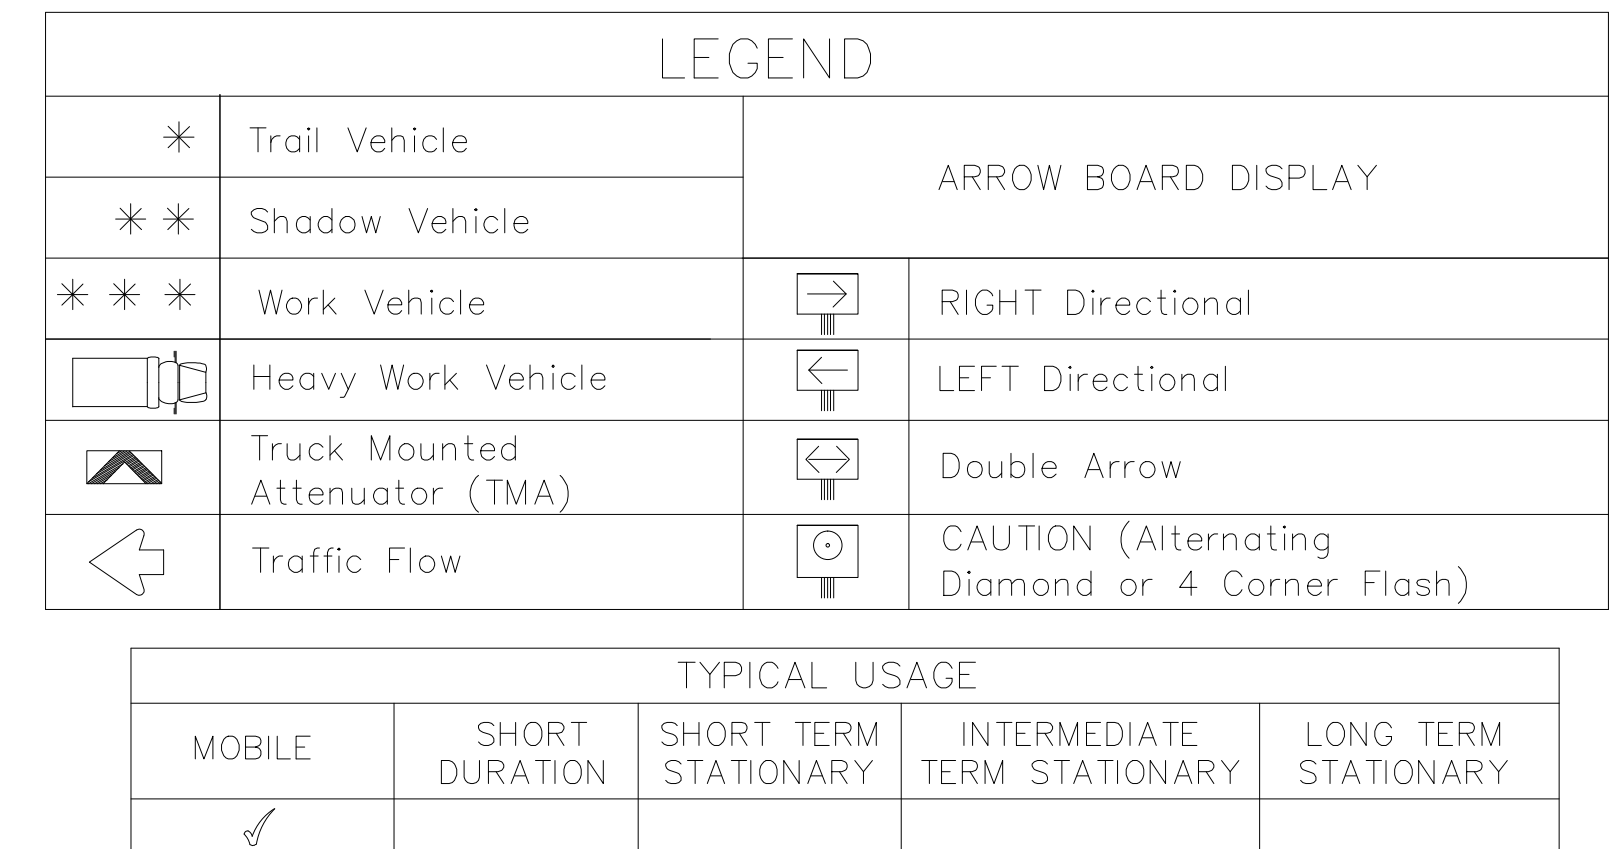 LEGEND
* Trail Vehicle
ARROW BOARD DISPLAY
* * Shadow Vehicle
* * * Work Vehicle
RIGHT Directional
Heavy Work Vehicle
LEFT Directional
Truck Mounted
Attenuator (TMA)
Double Arrow
Traffic Flow
CAUTION (Alternating
Diamond or 4 Corner Flash)
TYPICAL USAGE
MOBILE
SHORT
DURATION
SHORT TERM
STATIONARY
INTERMEDIATE
TERM STATIONARY
LONG TERM
STATIONARY
✓